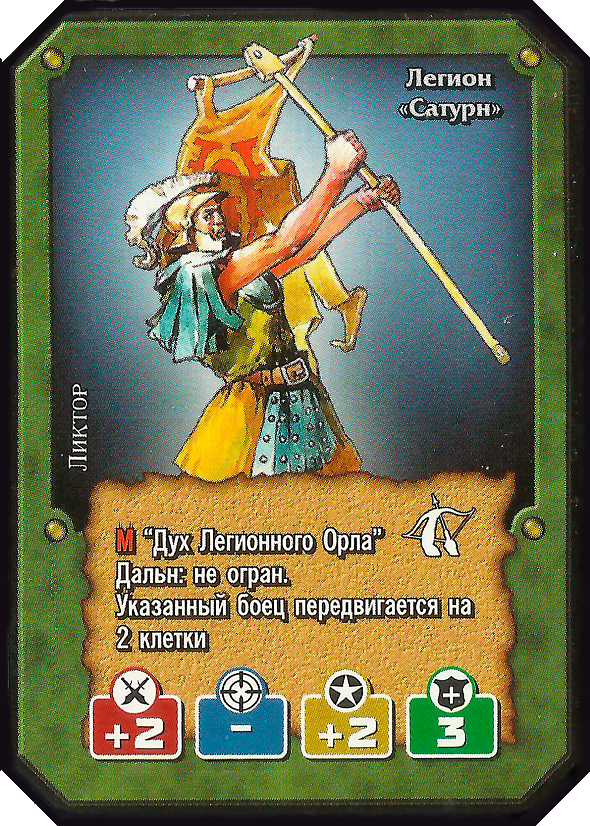 Легион
«Сатурн»
Ликтор
М “Дух Легионного Орла”
Дальн: не огран.
Указанный боец передвигается на
2 клетки
+2 - +2 3